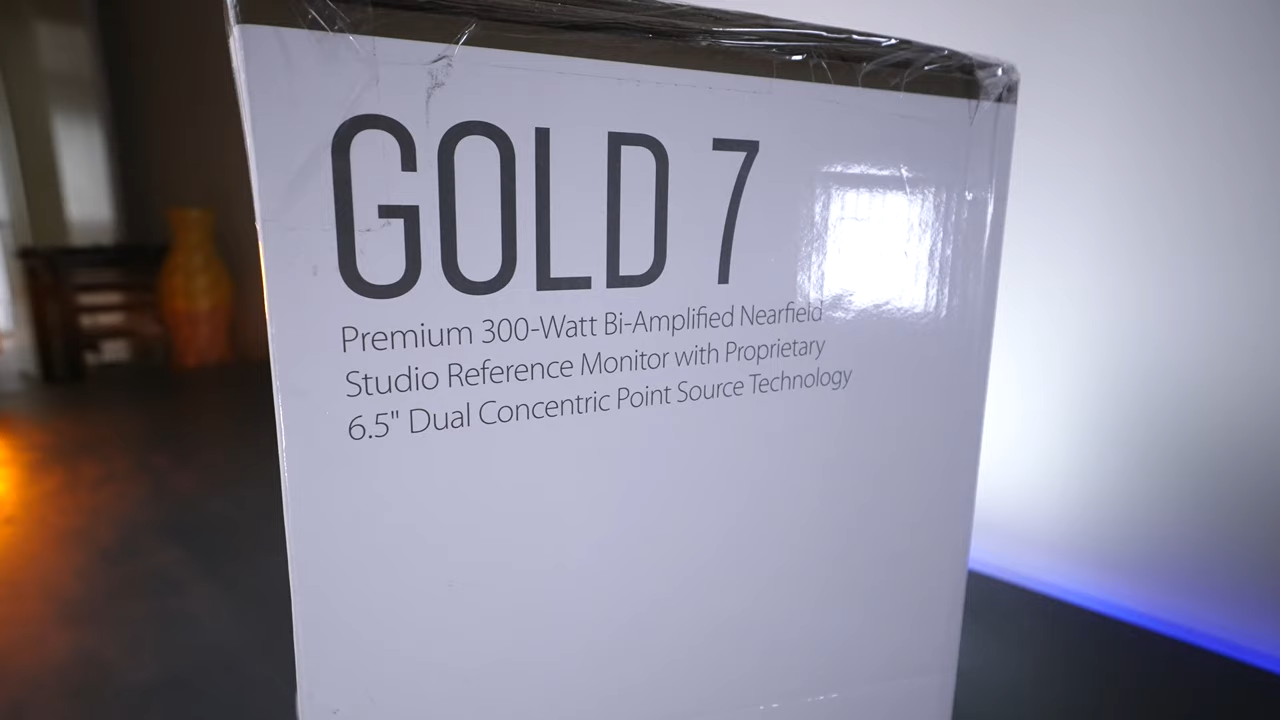 GOLD 7
Premium 300-Watt Bi-Amplified Nearfield
Studio Reference Monitor with Proprietary
6.5" Dual Concentric Point Source Technology